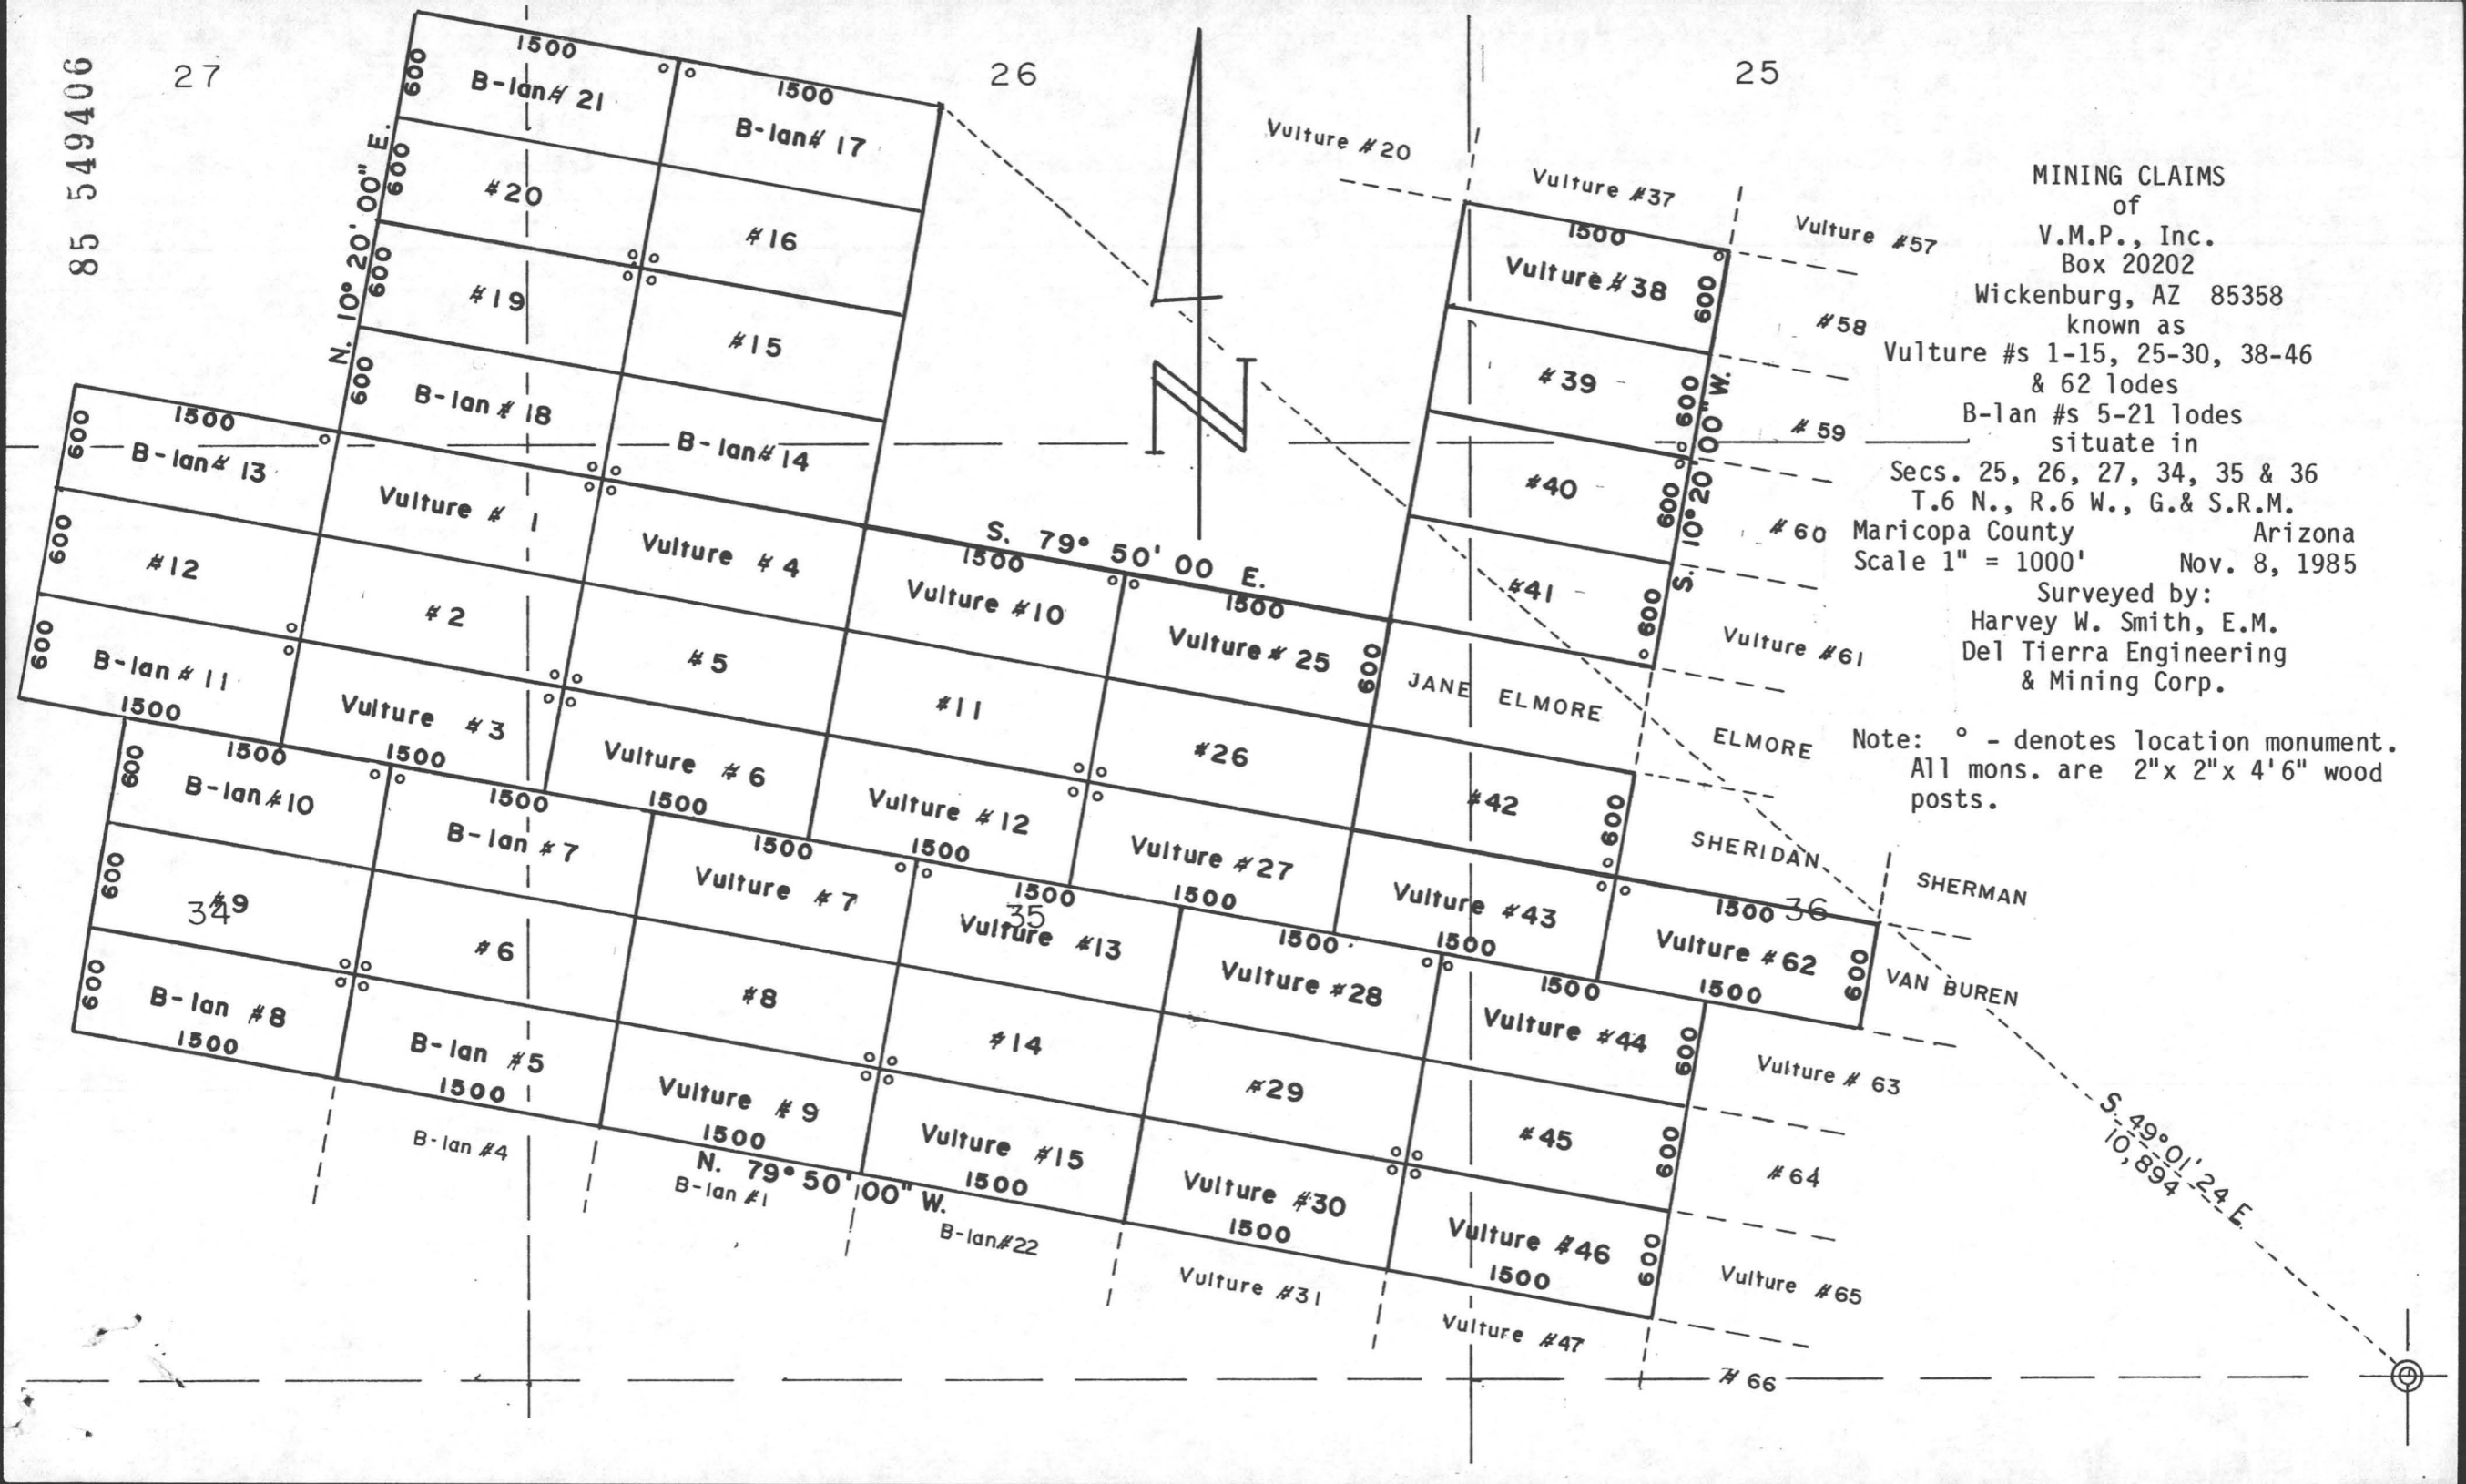 85 549406
27
26
25
1500
600
B-lan# 21
1500
B-lan# 17
600
#20
#16
N. 10° 20' 00" E.
600
#19
#15
600
B-lan # 18
B-lan# 14
1500
600
B-lan# 13
Vulture # 1
Vulture # 4
600
#12
#2
#5
600
B-lan # 11
1500
Vulture #3
Vulture #6
S. 79° 50' 00 E.
1500
Vulture #10
1500
Vulture # 25
600
#11
#26
Vulture #12
Vulture #27
N
Vulture #20
Vulture #37
Vulture #57
1500
Vulture # 38
600
#58
#39
600
#59
#40
600
#60
S. 10° 20' 00" W.
#41
600
Vulture #61
JANE ELMORE
ELMORE
#42
600
SHERIDAN
SHERMAN
Vulture #43
1500
36
Vulture #62
600
1500
VAN BUREN
1500
1500
1500
1500
1500
1500
1500
1500
1500
1500
1500
600
B-lan #10
B-lan #7
Vulture #7
35
Vulture #13
Vulture #28
Vulture #44
600
Vulture # 63
600
#9
34
#6
#8
#14
#29
#45
600
#64
600
B-lan #8
1500
B-lan #5
1500
Vulture #9
1500
Vulture #15
1500
Vulture #30
1500
Vulture #46
1500
600
Vulture #65
N. 79° 50' 00" W.
B-lan #4
B-lan #1
B-lan#22
Vulture #31
Vulture #47
# 66
S. 49° 01' 24 E
10,894
MINING CLAIMS
of
V.M.P., Inc.
Box 20202
Wickenburg, AZ 85358
known as
Vulture #s 1-15, 25-30, 38-46
& 62 lodes
B-lan #s 5-21 lodes
situate in
Secs. 25, 26, 27, 34, 35 & 36
T.6 N., R.6 W., G.& S.R.M.
Maricopa County Arizona
Scale 1" = 1000' Nov. 8, 1985
Surveyed by:
Harvey W. Smith, E.M.
Del Tierra Engineering
& Mining Corp.
Note: ° - denotes location monument.
All mons. are 2"x 2"x 4'6" wood
posts.